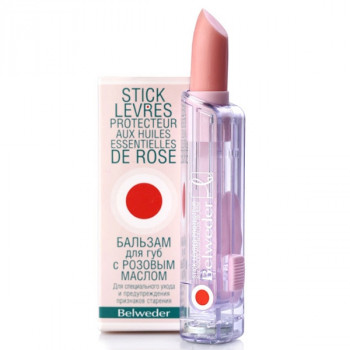 STICK
LEVRES
PROTECTEUR
AUX HUILES
ESSENTIELLES
DE ROSE
БАЛЬЗАМ
для ГУБ
С РОЗОВЫМ
МАСЛОМ
Для специального ухода
и предупреждения
признаков старения
Belweder
Belweder